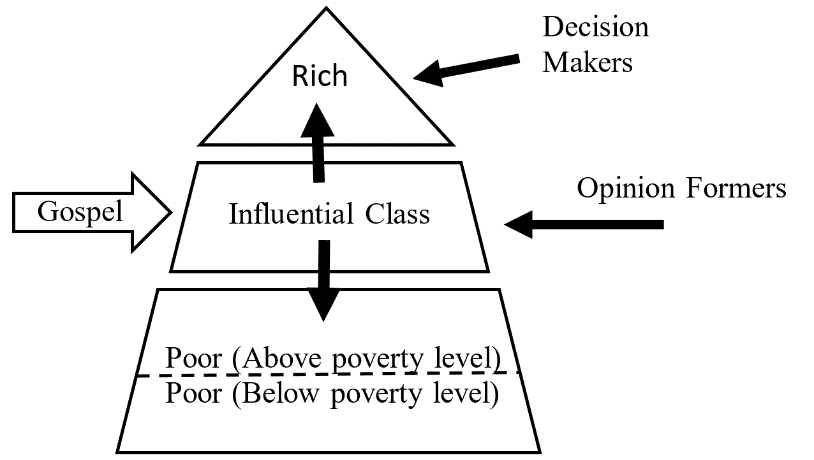 Decision
Makers
Rich
Opinion Formers
Gospel
Influential Class
Poor (Above poverty level)
Poor (Below poverty level)